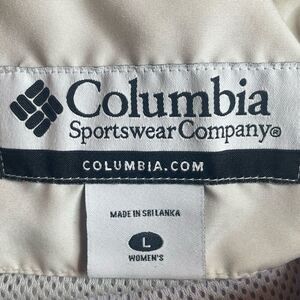 Columbia
Sportswear Company®
COLUMBIA.COM
MADE IN SRI LANKA
L
WOMEN'S